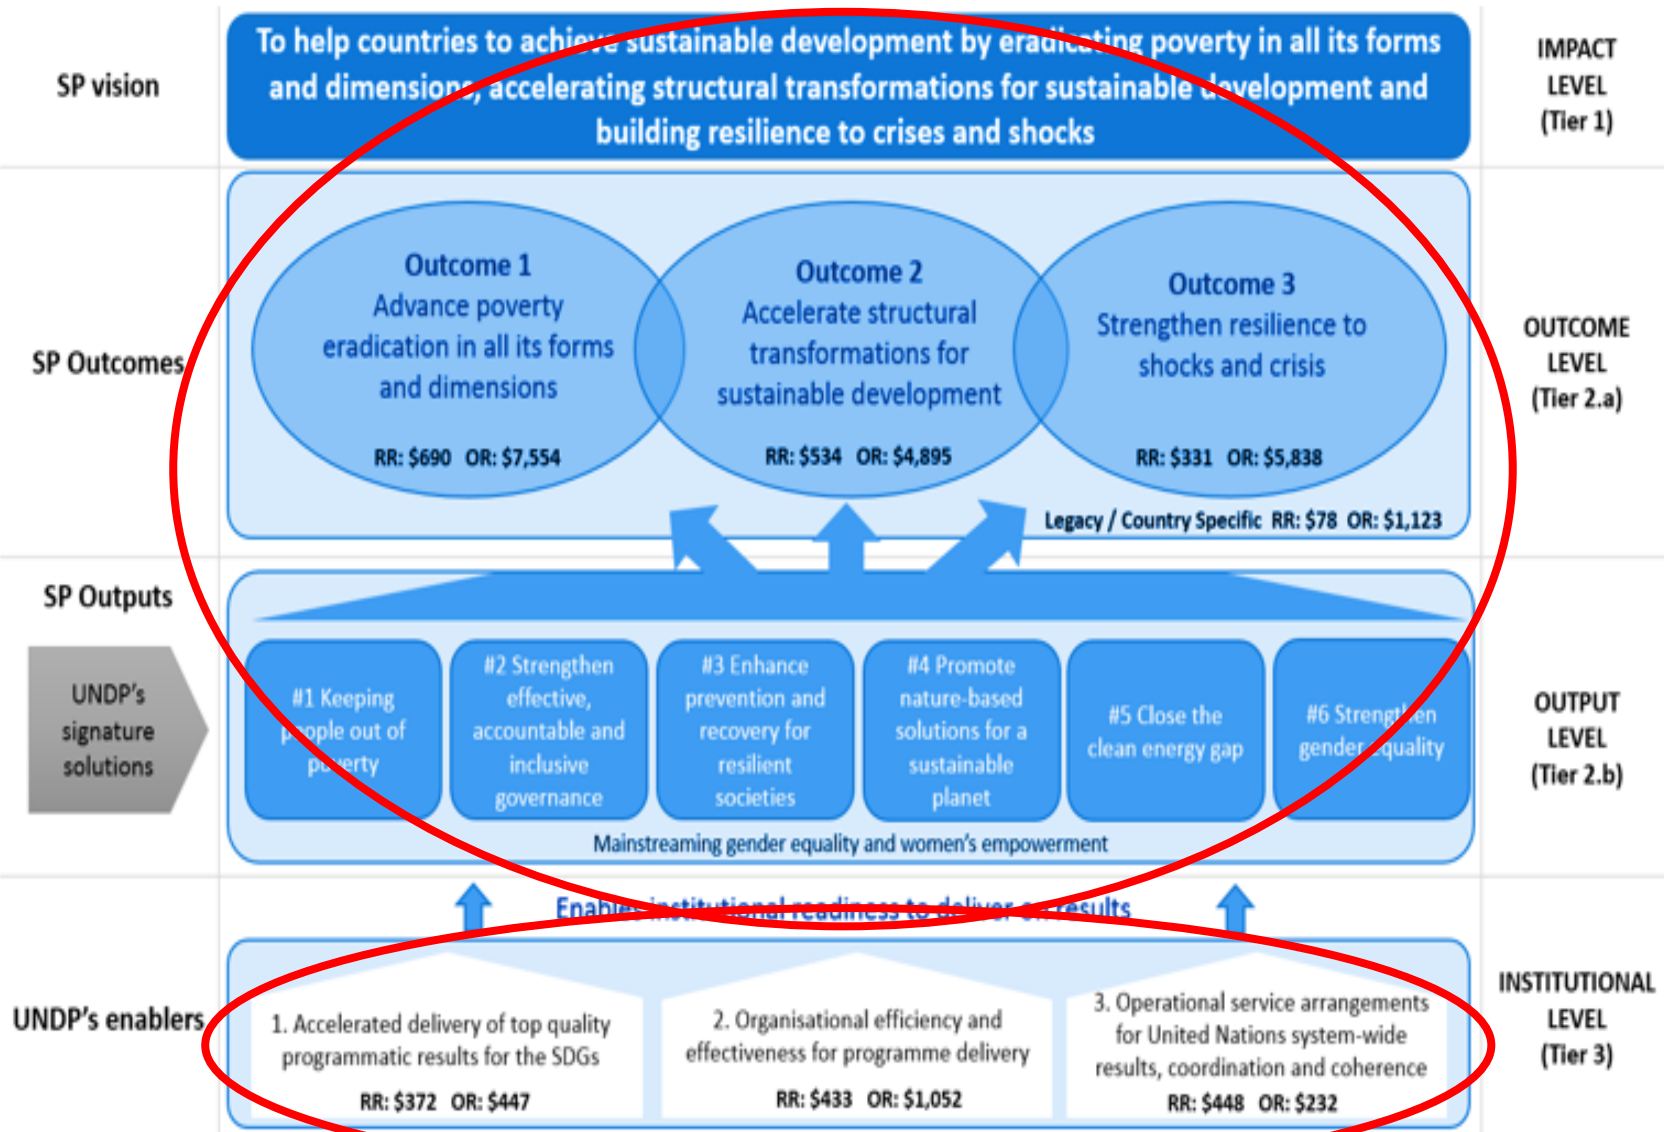 SP vision
To help countries to achieve sustainable development by eradicating poverty in all its forms
and dimensions, accelerating structural transformations for sustainable development and
building resilience to crises and shocks
IMPACT
LEVEL
(Tier 1)
SP Outcomes
Outcome 1
Advance poverty
eradication in all its forms
and dimensions
RR: $690 OR: $7,554
Outcome 2
Accelerate structural
transformations for
sustainable development
RR: $534 OR: $4,895
Outcome 3
Strengthen resilience to
shocks and crisis
RR: $331 OR: $5,838
Legacy / Country Specific RR: $78 OR: $1,123
OUTCOME
LEVEL
(Tier 2.a)
SP Outputs
UNDP's
signature
solutions
#1 Keeping
people out of
poverty
#2 Strengthen
effective,
accountable and
inclusive
governance
#3 Enhance
prevention and
recovery for
resilient
societies
#4 Promote
nature-based
solutions for a
sustainable
planet
#5 Close the
clean energy gap
#6 Strengthen
gender equality
Mainstreaming gender equality and women's empowerment
OUTPUT
LEVEL
(Tier 2.b)
Enables institutional readiness to deliver on results
UNDP's enablers
1. Accelerated delivery of top quality
programmatic results for the SDGs
RR: $372 OR: $447
2. Organisational efficiency and
effectiveness for programme delivery
RR: $433 OR: $1,052
3. Operational service arrangements
for United Nations system-wide
results, coordination and coherence
RR: $448 OR: $232
INSTITUTIONAL
LEVEL
(Tier 3)